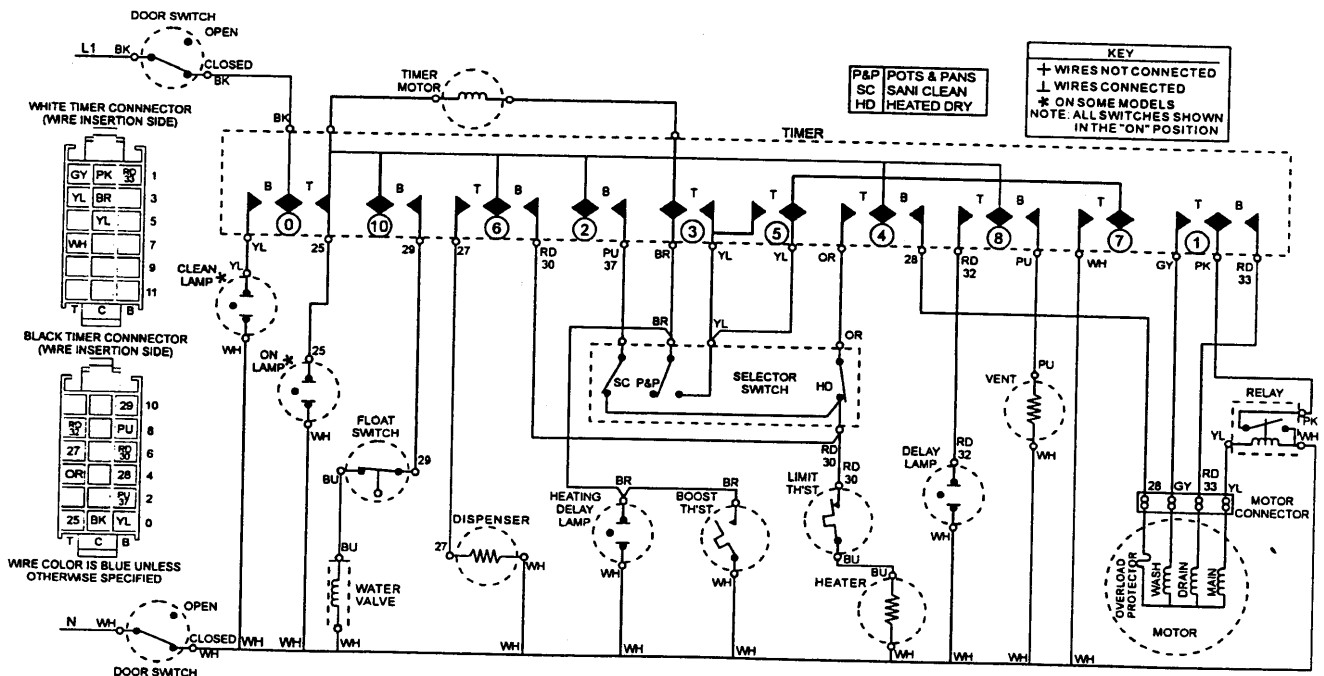 DOOR SWITCH
OPEN
L1 BK
CLOSED
BK
TIMER
MOTOR
P&P POTS & PANS
SC SANI CLEAN
HD HEATED DRY
KEY
+ WIRES NOT CONNECTED
⊥ WIRES CONNECTED
* ON SOME MODELS
NOTE: ALL SWITCHES SHOWN
IN THE "ON" POSITION
WHITE TIMER CONNNECTOR
(WIRE INSERTION SIDE)
GY PK RD 33 1
YL BR 3
YL 5
WH 7
9
11
T C B
BLACK TIMER CONNNECTOR
(WIRE INSERTION SIDE)
29 10
RD 32 PU 8
27 RD 30 6
OR 28 4
PU 37 2
25 BK YL 0
T C B
WIRE COLOR IS BLUE UNLESS
OTHERWISE SPECIFIED
BK
TIMER
B T B T B B T T T B T B T T B
0 10 6 2 3 5 4 8 7 1
YL 25 29 27 RD 30 PU 37 BR YL YL OR 28 RD 32 PU WH GY PK RD 33
YL
CLEAN
LAMP *
WH
25
ON
LAMP *
WH
FLOAT
SWITCH
BU 29
BU
WATER
VALVE
WH
DISPENSER
27 WH
BR YL OR
SC P&P SELECTOR
SWITCH HD
RD 30
RD 30
BR BR
HEATING
DELAY
LAMP
WH
BOOST
TH'ST
WH
LIMIT
TH'ST
BU
HEATER BU
DELAY
LAMP
RD 32
WH
PU
VENT
WH
RELAY
PK
YL WH
28 GY RD 33 YL
MOTOR
CONNECTOR
OVERLOAD
PROTECTOR
WASH
DRAIN
MAIN
MOTOR
N WH
OPEN
CLOSED
WH
DOOR SWITCH
WH WH WH WH WH WH WH WH WH WH